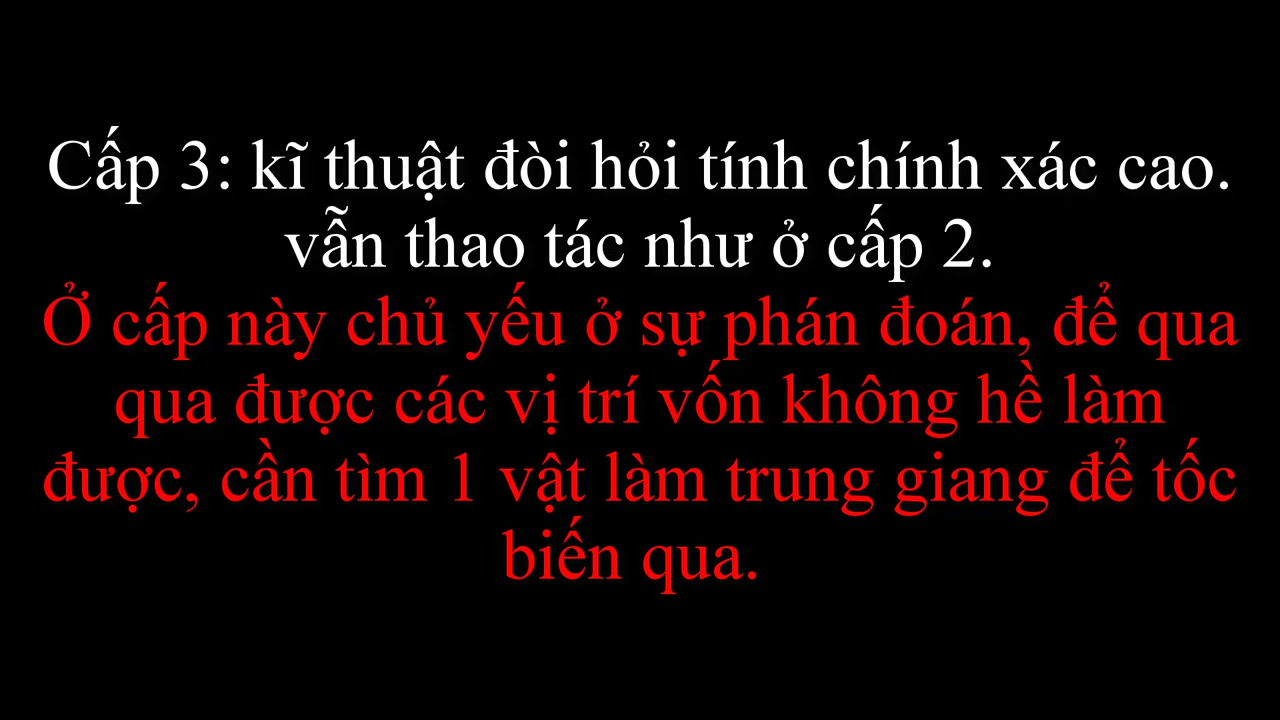 Cấp 3: kĩ thuật đòi hỏi tính chính xác cao.
vẫn thao tác như ở cấp 2.
Ở cấp này chủ yếu ở sự phán đoán, để qua
qua được các vị trí vốn không hề làm
được, cần tìm 1 vật làm trung giang để tốc
biến qua.